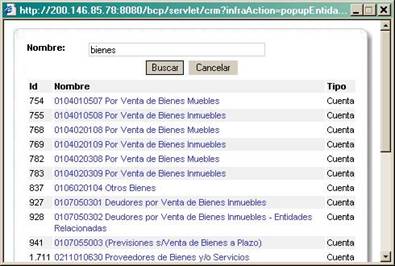 http://200.146.85.78:8080/bcp/servlet/crm?infraAction=popupEntida...
Nombre: bienes
Buscar Cancelar
Id Nombre Tipo
754 0104010507 Por Venta de Bienes Muebles Cuenta
755 0104010508 Por Venta de Bienes Inmuebles Cuenta
768 0104020108 Por Venta de Bienes Muebles Cuenta
769 0104020109 Por Venta de Bienes Inmuebles Cuenta
782 0104020308 Por Venta de Bienes Muebles Cuenta
783 0104020309 Por Venta de Bienes Inmuebles Cuenta
837 0106020104 Otros Bienes Cuenta
927 0107050301 Deudores por Venta de Bienes Inmuebles Cuenta
928 0107050302 Deudores por Venta de Bienes Inmuebles - Entidades Cuenta
Relacionadas
941 0107055003 (Previsiones s/Venta de Bienes a Plazo) Cuenta
1.711 0211010630 Proveedores de Bienes y/o Servicios Cuenta